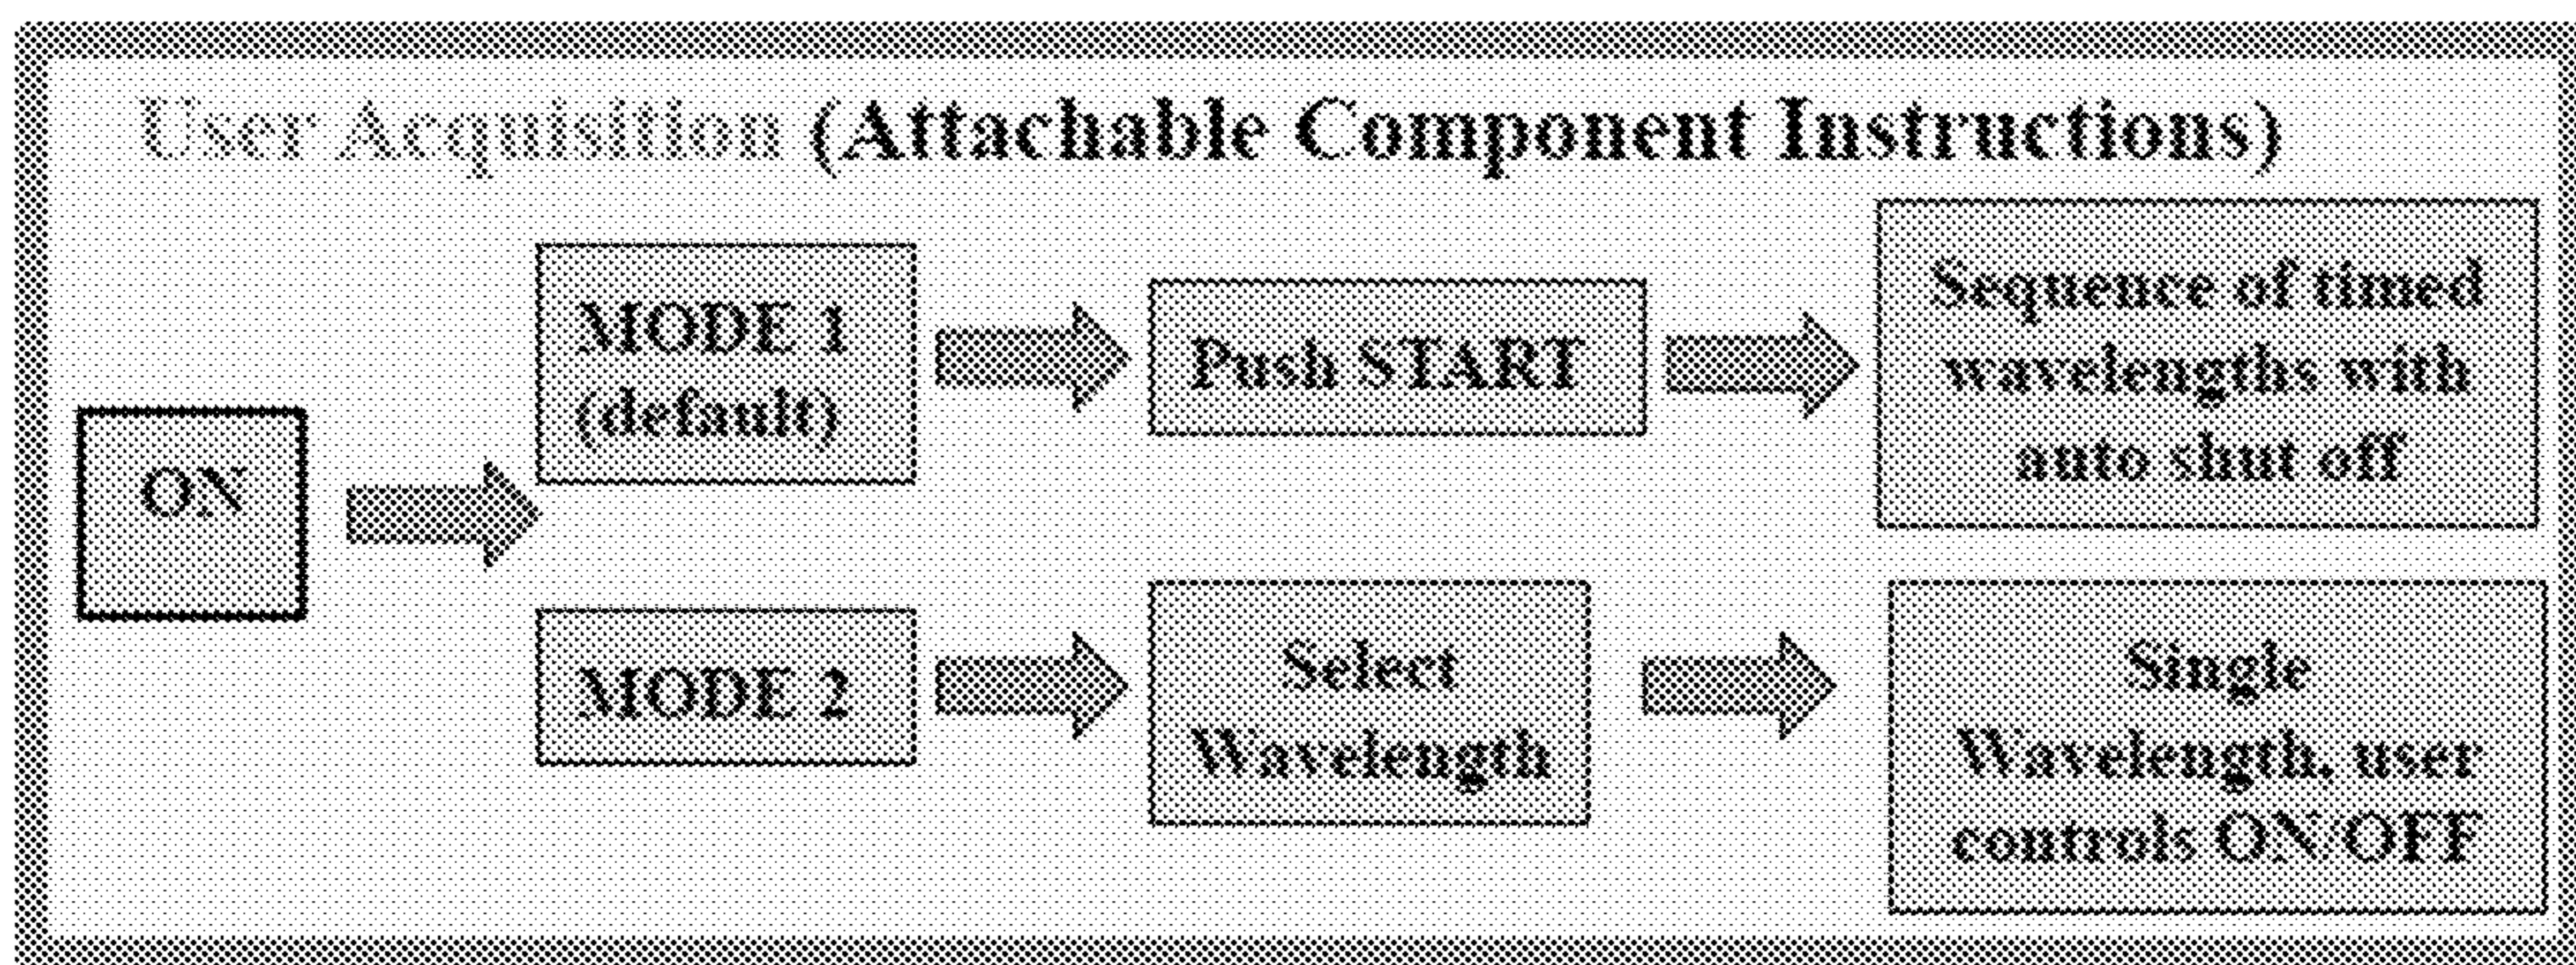 User Acquisition (Attachable Component Instructions)
ON
MODE 1
(default)
Push START
Sequence of timed
wavelengths with
auto shut off
MODE 2
Select
Wavelength
Single
Wavelength, user
controls ON/OFF